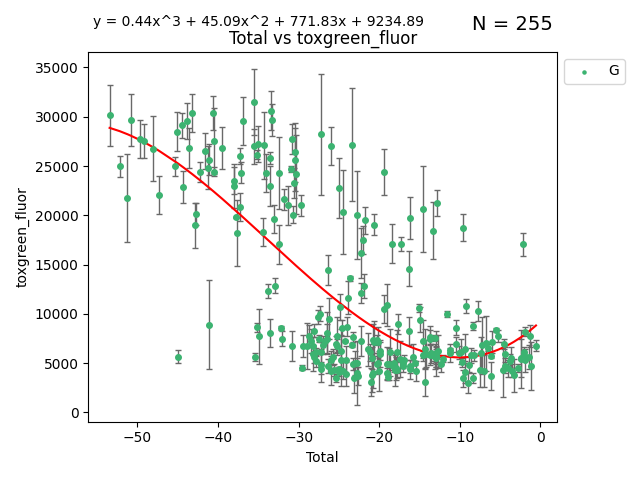 y = 0.44x^3 + 45.09x^2 + 771.83x + 9234.89
N = 255
Total vs toxgreen_fluor
G
toxgreen_fluor
35000
30000
25000
20000
15000
10000
5000
0
−50
−40
−30
−20
−10
0
Total